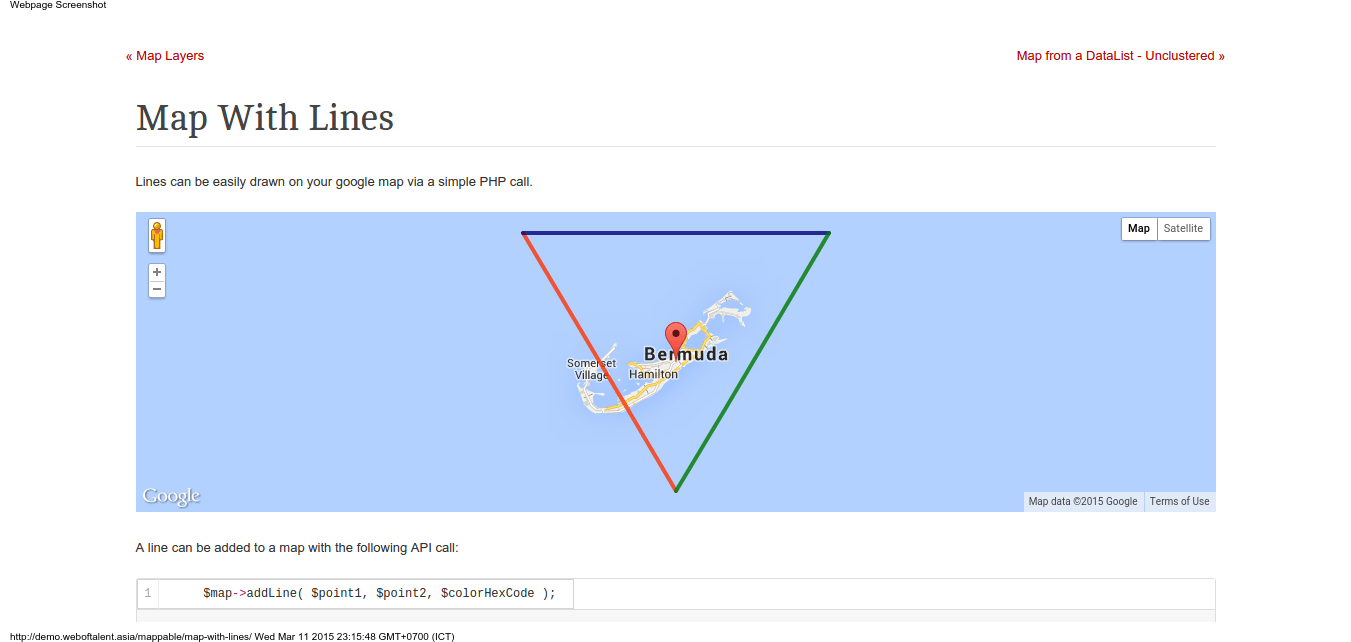 Webpage Screenshot
« Map Layers
Map from a DataList - Unclustered »
Map With Lines
Lines can be easily drawn on your google map via a simple PHP call.
Map
Satellite
+
−
Bermuda
Somerset
Village
Hamilton
Google
Map data ©2015 Google
Terms of Use
A line can be added to a map with the following API call:
1 $map->addLine( $point1, $point2, $colorHexCode );
http://demo.weboftalent.asia/mappable/map-with-lines/ Wed Mar 11 2015 23:15:48 GMT+0700 (ICT)